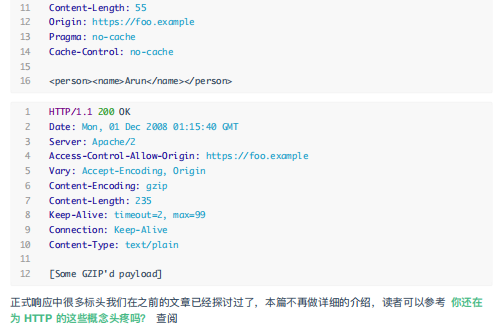 11 Content-Length: 55
12 Origin: https://foo.example
13 Pragma: no-cache
14 Cache-Control: no-cache
15
16 <person><name>Arun</name></person>
1 HTTP/1.1 200 OK
2 Date: Mon, 01 Dec 2008 01:15:40 GMT
3 Server: Apache/2
4 Access-Control-Allow-Origin: https://foo.example
5 Vary: Accept-Encoding, Origin
6 Content-Encoding: gzip
7 Content-Length: 235
8 Keep-Alive: timeout=2, max=99
9 Connection: Keep-Alive
10 Content-Type: text/plain
11
12 [Some GZIP'd payload]
正式响应中很多标头我们在之前的文章已经探讨过了，本篇不再做详细的介绍，读者可以参考 你还在
为 HTTP 的这些概念头疼吗？ 查阅